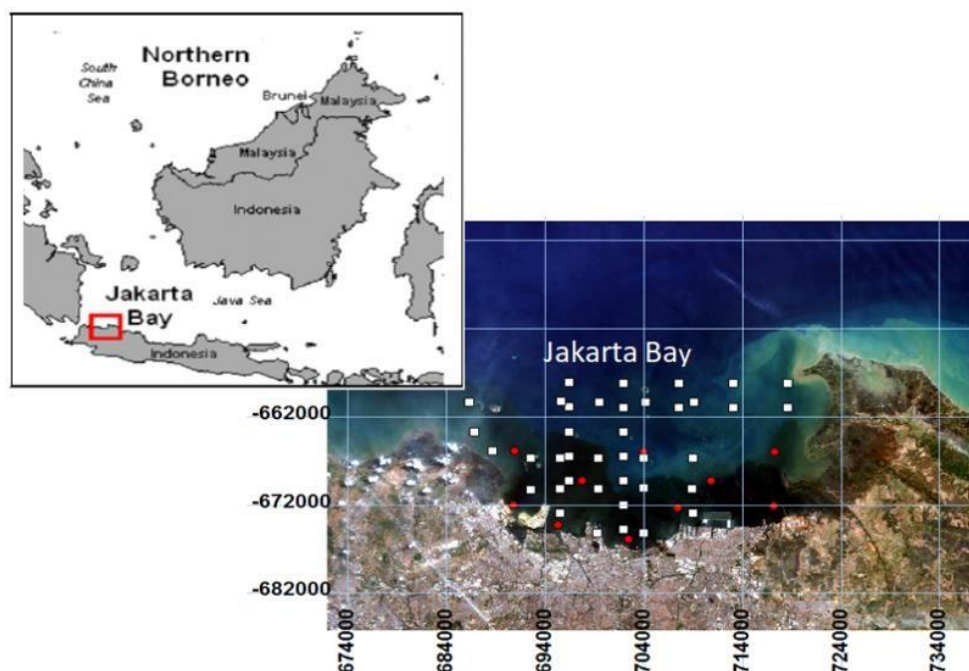 Northern
Borneo
South
China
Sea
Brunei
Malaysia
Malaysia
Indonesia
Jakarta
Bay
Java Sea
Indonesia
Jakarta Bay
-662000
-672000
-682000
674000
684000
694000
704000
714000
724000
734000